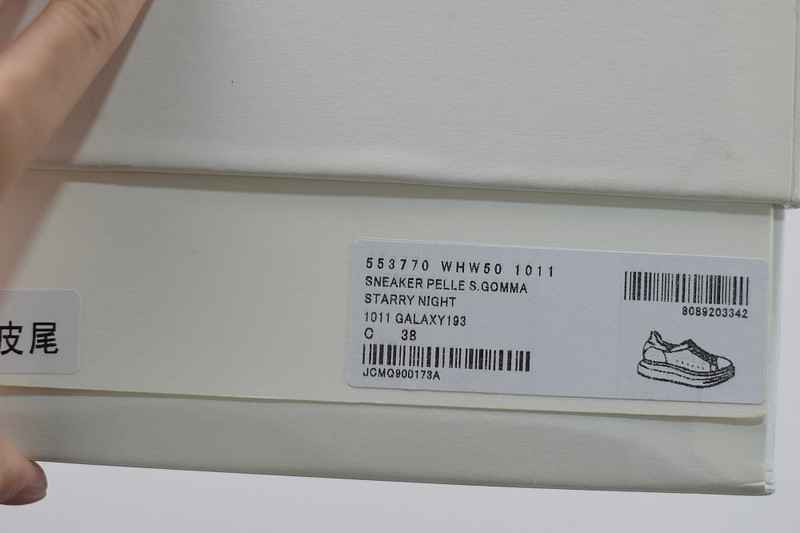 553770 WHW50 1011
SNEAKER PELLE S.GOMMA
STARRY NIGHT
1011 GALAXY193
C 38
JCMQ900173A
8089203342
皮尾